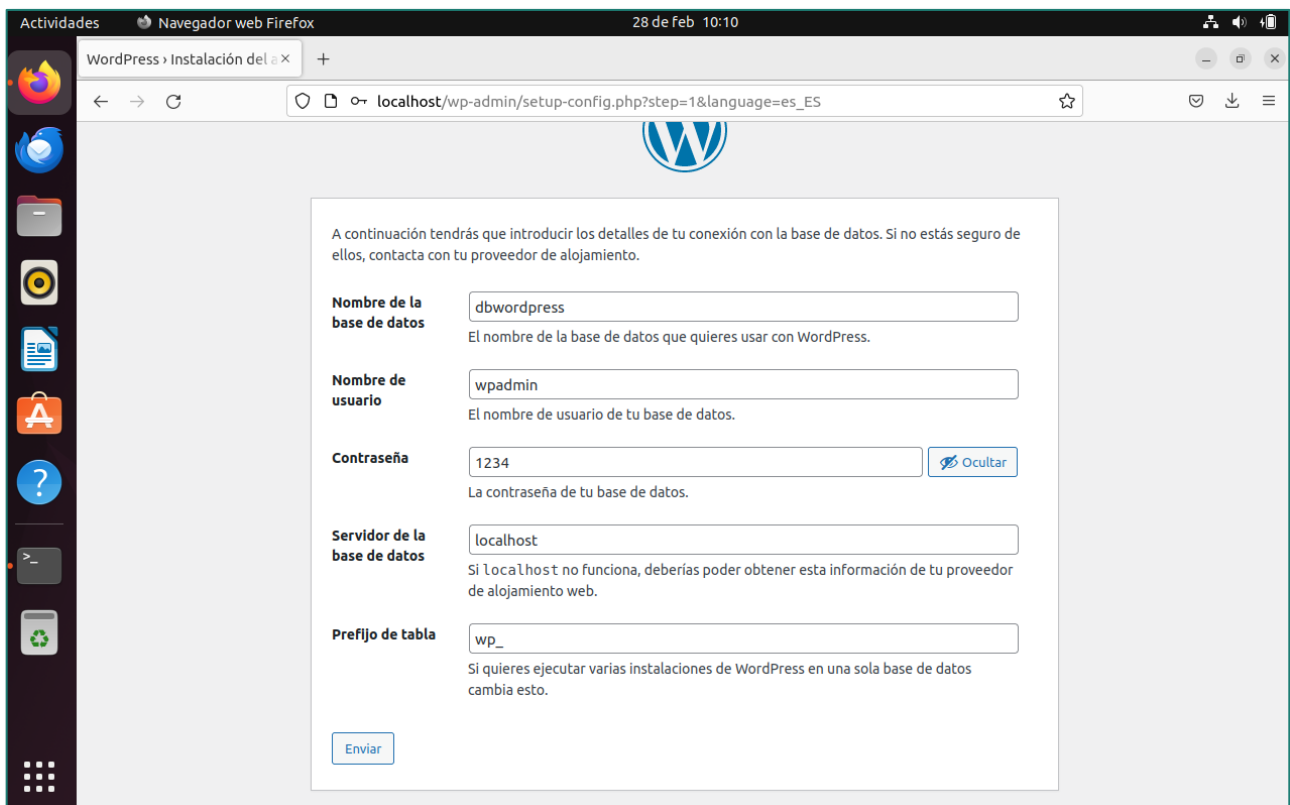 Actividades Navegador web Firefox 28 de feb 10:10
WordPress › Instalación del a
localhost/wp-admin/setup-config.php?step=1&language=es_ES
A continuación tendrás que introducir los detalles de tu conexión con la base de datos. Si no estás seguro de
ellos, contacta con tu proveedor de alojamiento.
Nombre de la
base de datos
dbwordpress
El nombre de la base de datos que quieres usar con WordPress.
Nombre de
usuario
wpadmin
El nombre de usuario de tu base de datos.
Contraseña
1234
Ocultar
La contraseña de tu base de datos.
Servidor de la
base de datos
localhost
Si localhost no funciona, deberías poder obtener esta información de tu proveedor
de alojamiento web.
Prefijo de tabla
wp_
Si quieres ejecutar varias instalaciones de WordPress en una sola base de datos
cambia esto.
Enviar